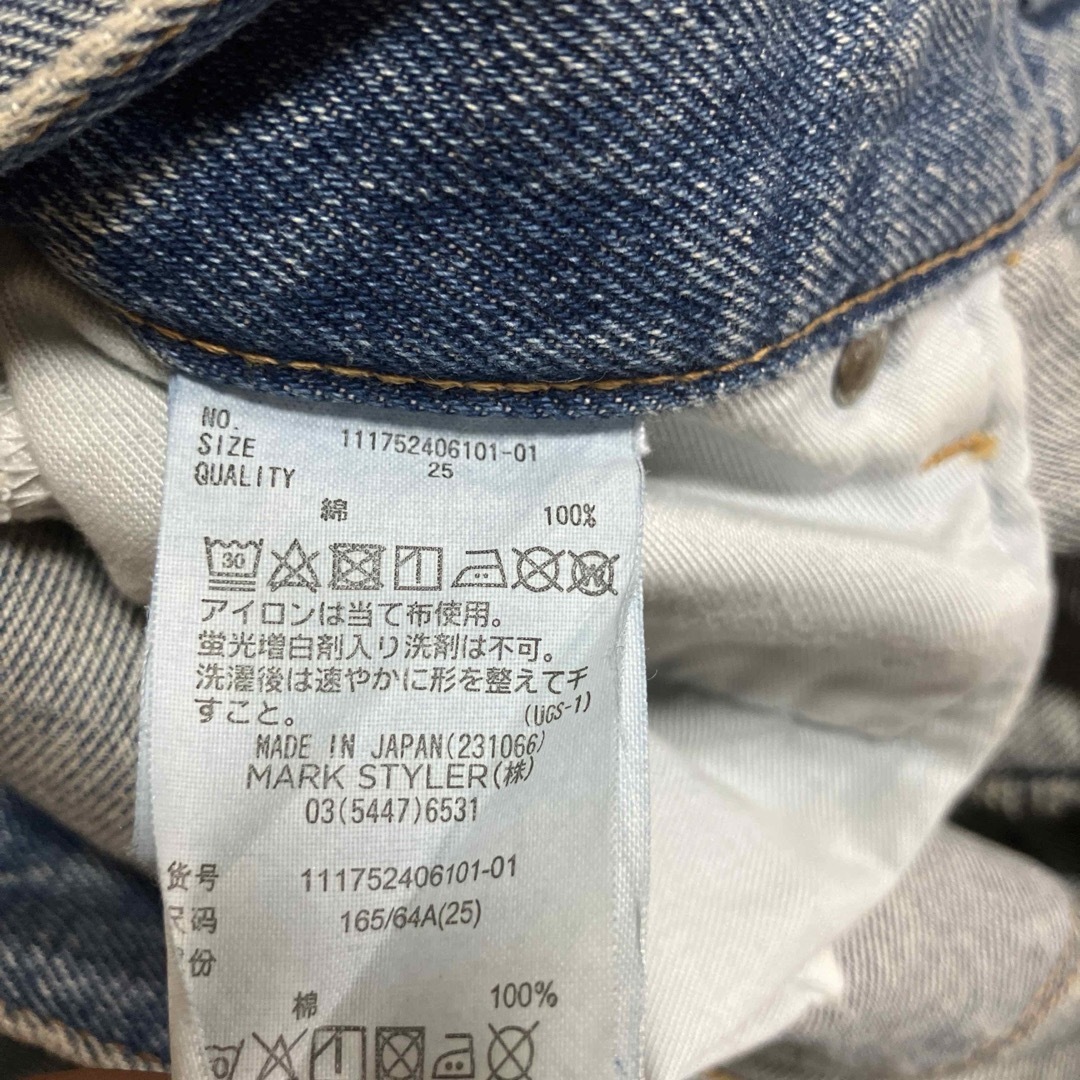 NO. 111752406101-01
SIZE 25
QUALITY
綿 100%
30
アイロンは当て布使用。
蛍光増白剤入り洗剤は不可。
洗濯後は速やかに形を整えて干
すこと。 (UGS-1)
MADE IN JAPAN(231066)
MARK STYLER(株)
03(5447)6531
货号 111752406101-01
尺码 165/64A(25)
份
棉 100%